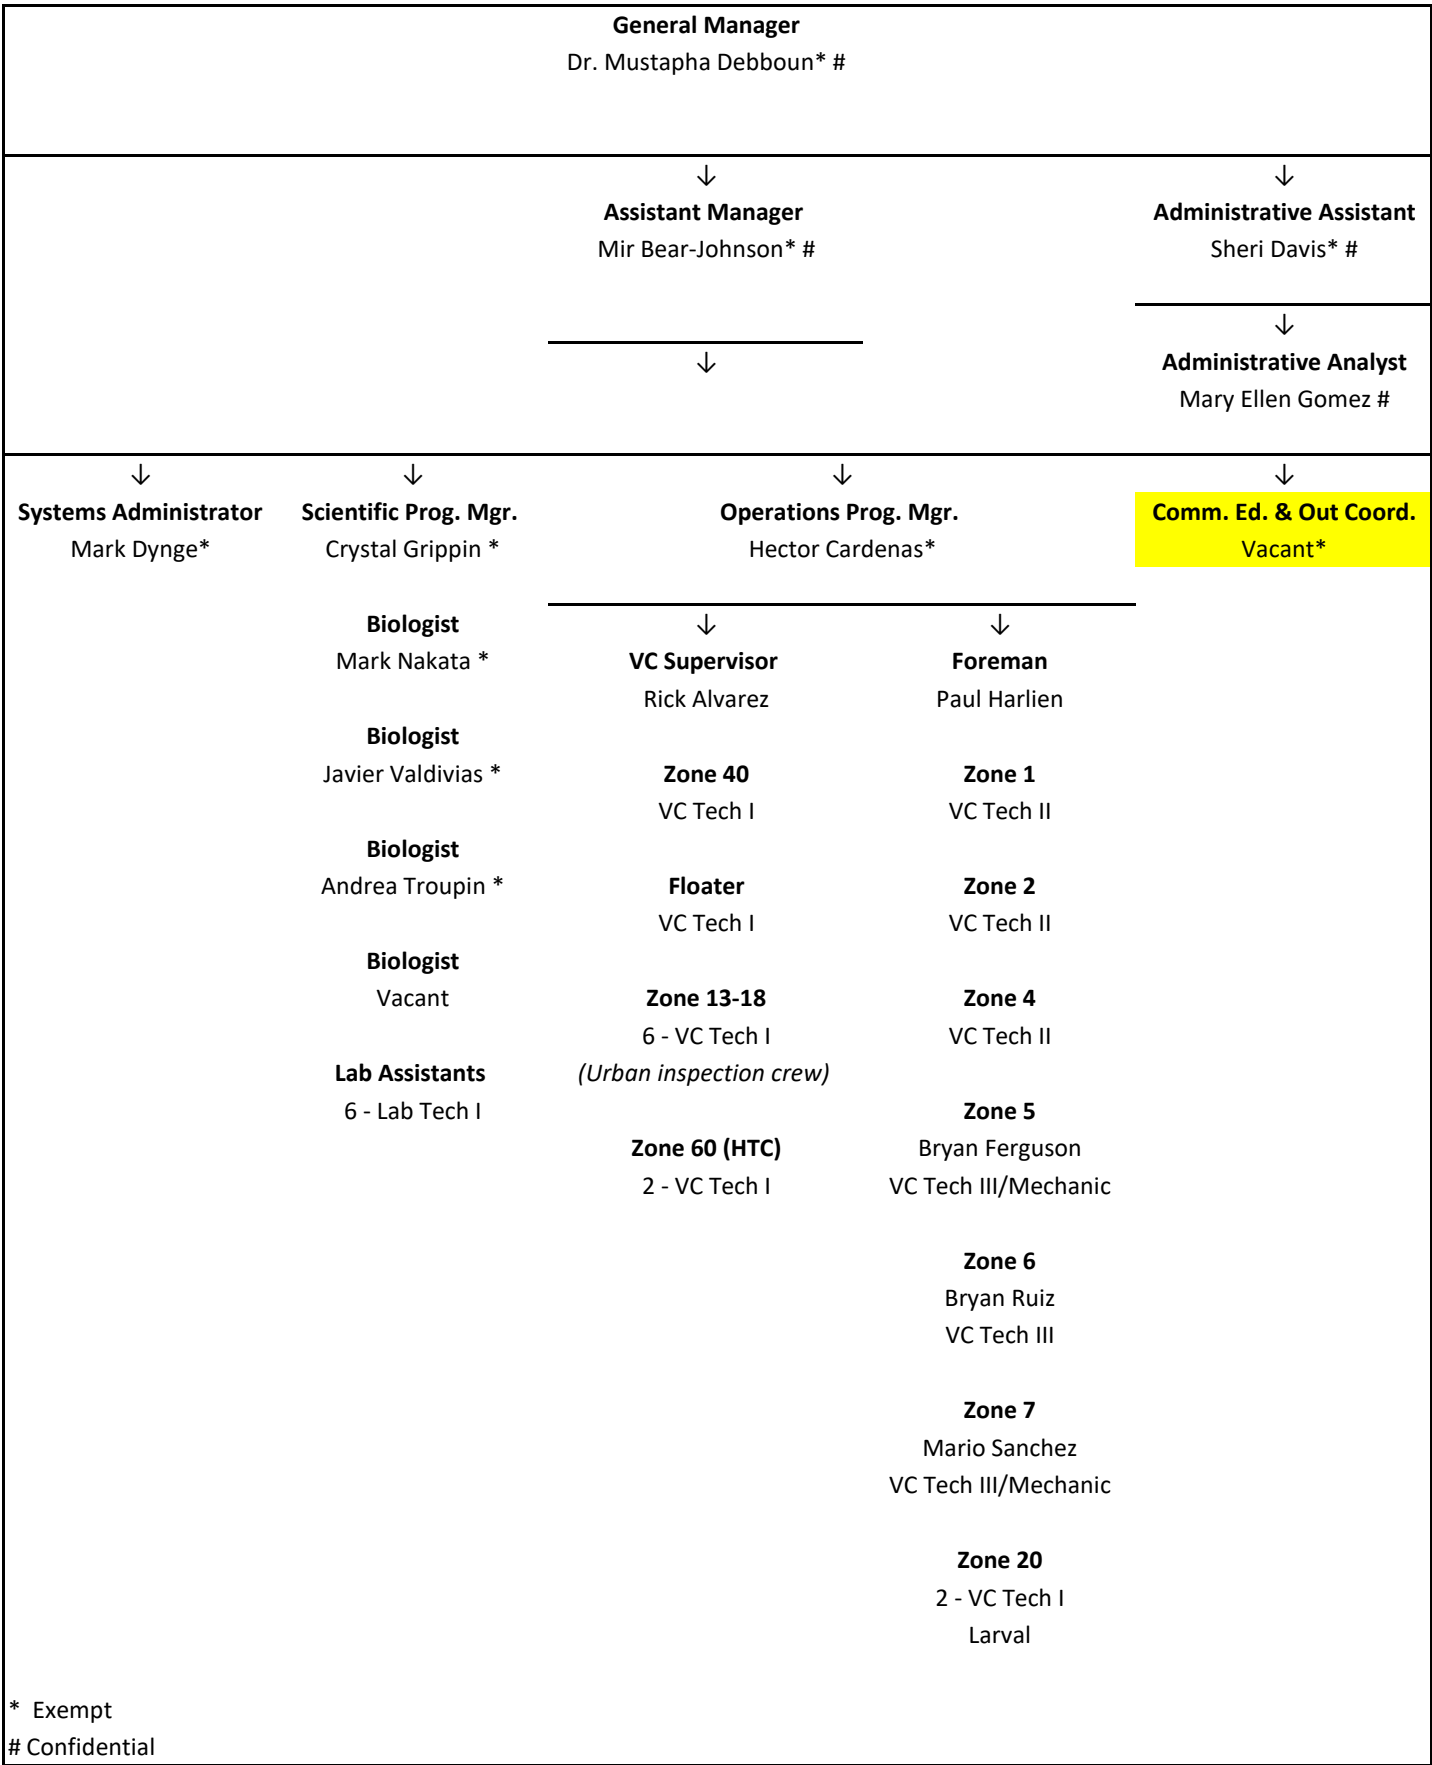 General Manager
Dr. Mustapha Debboun* #
↓
↓
Assistant Manager
Administrative Assistant
Mir Bear-Johnson* #
Sheri Davis* #
↓
↓
Administrative Analyst
Mary Ellen Gomez #
↓
↓
↓
↓
Systems Administrator
Mark Dynge*
Scientific Prog. Mgr.
Crystal Grippin *
Biologist
Mark Nakata *
Biologist
Javier Valdivias *
Biologist
Andrea Troupin *
Biologist
Vacant
Lab Assistants
6 - Lab Tech I
Operations Prog. Mgr.
Hector Cardenas*
↓
VC Supervisor
Rick Alvarez
Zone 40
VC Tech I
Floater
VC Tech I
Zone 13-18
6 - VC Tech I
(Urban inspection crew)
Zone 60 (HTC)
2 - VC Tech I
↓
Foreman
Paul Harlien
Zone 1
VC Tech II
Zone 2
VC Tech II
Zone 4
VC Tech II
Zone 5
Bryan Ferguson
VC Tech III/Mechanic
Zone 6
Bryan Ruiz
VC Tech III
Zone 7
Mario Sanchez
VC Tech III/Mechanic
Zone 20
2 - VC Tech I
Larval
Comm. Ed. & Out Coord.
Vacant*
* Exempt
# Confidential